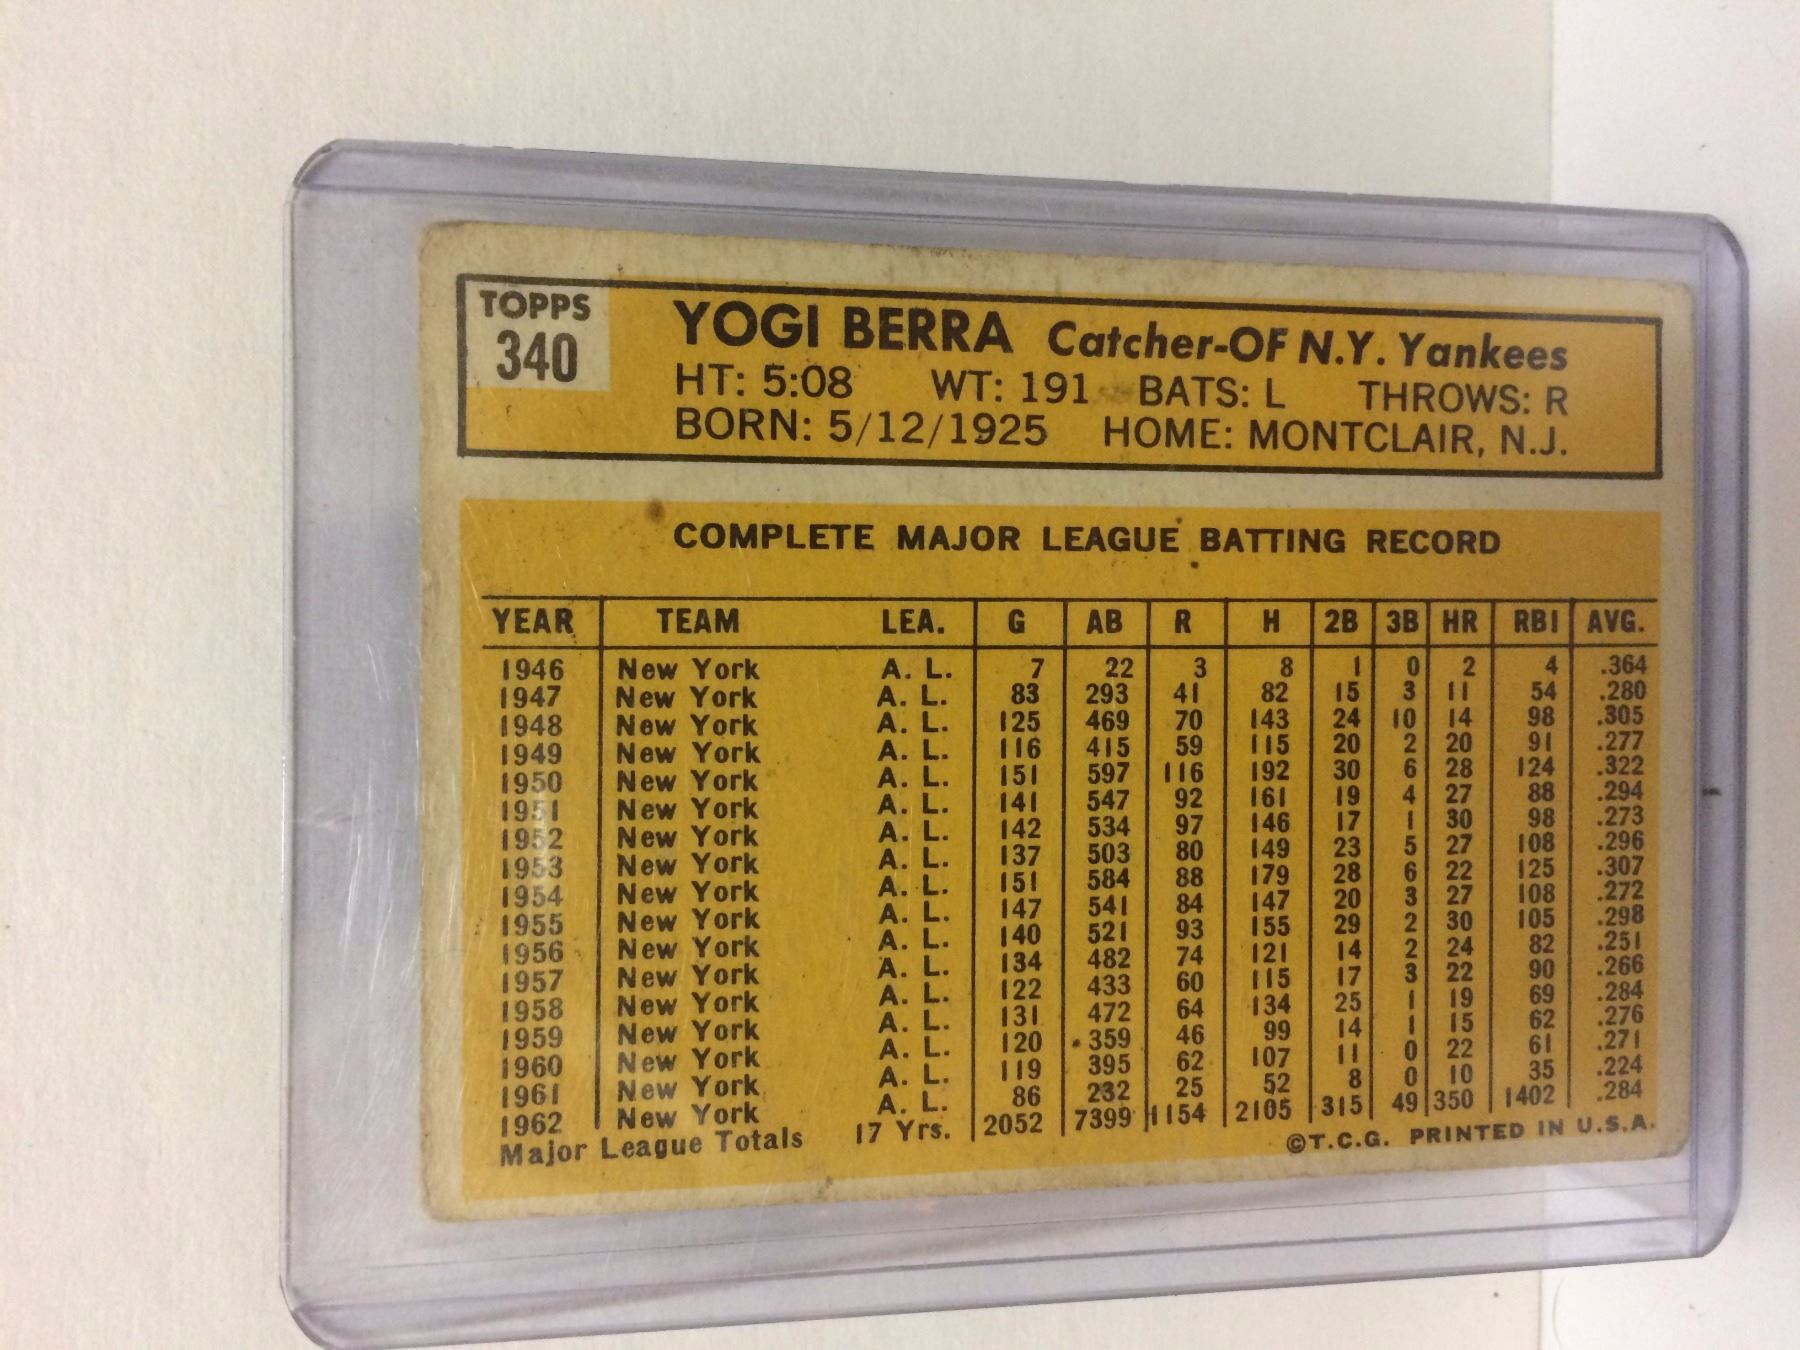 TOPPS
340
YOGI BERRA Catcher-OF N.Y. Yankees
HT: 5:08 WT: 191 BATS: L THROWS: R
BORN: 5/12/1925 HOME: MONTCLAIR, N.J.
COMPLETE MAJOR LEAGUE BATTING RECORD
YEAR TEAM LEA. G AB R H 2B 3B HR RBI AVG.
1946 New York A. L. 7 22 3 8 1 0 2 4 .364
1947 New York A. L. 83 293 41 82 15 3 11 54 .280
1948 New York A. L. 125 469 70 143 24 10 14 98 .305
1949 New York A. L. 116 415 59 115 20 2 20 91 .277
1950 New York A. L. 151 597 116 192 30 6 28 124 .322
1951 New York A. L. 141 547 92 161 19 4 27 88 .294
1952 New York A. L. 142 534 97 146 17 1 30 98 .273
1953 New York A. L. 137 503 80 149 23 5 27 108 .296
1954 New York A. L. 151 584 88 179 28 6 22 125 .307
1955 New York A. L. 147 541 84 147 20 3 27 108 .272
1956 New York A. L. 140 521 93 155 29 2 30 105 .298
1957 New York A. L. 134 482 74 121 14 2 24 82 .251
1958 New York A. L. 122 433 60 115 17 3 22 90 .266
1959 New York A. L. 131 472 64 134 25 1 19 69 .284
1960 New York A. L. 120 359 46 99 14 1 15 62 .276
1961 New York A. L. 119 395 62 107 11 0 22 61 .271
1962 New York A. L. 86 232 25 52 8 0 10 35 .224
Major League Totals 17 Yrs. 2052 7399 1154 2105 315 49 350 1402 .284
©T.C.G. PRINTED IN U.S.A.